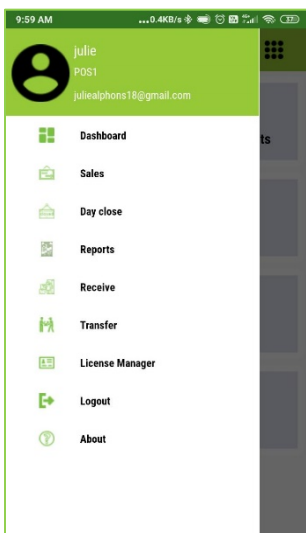 9:59 AM ...0.4KB/s 37
julie
POS1
juliealphons18@gmail.com
ts
Dashboard
Sales
Day close
Reports
Receive
Transfer
License Manager
Logout
About